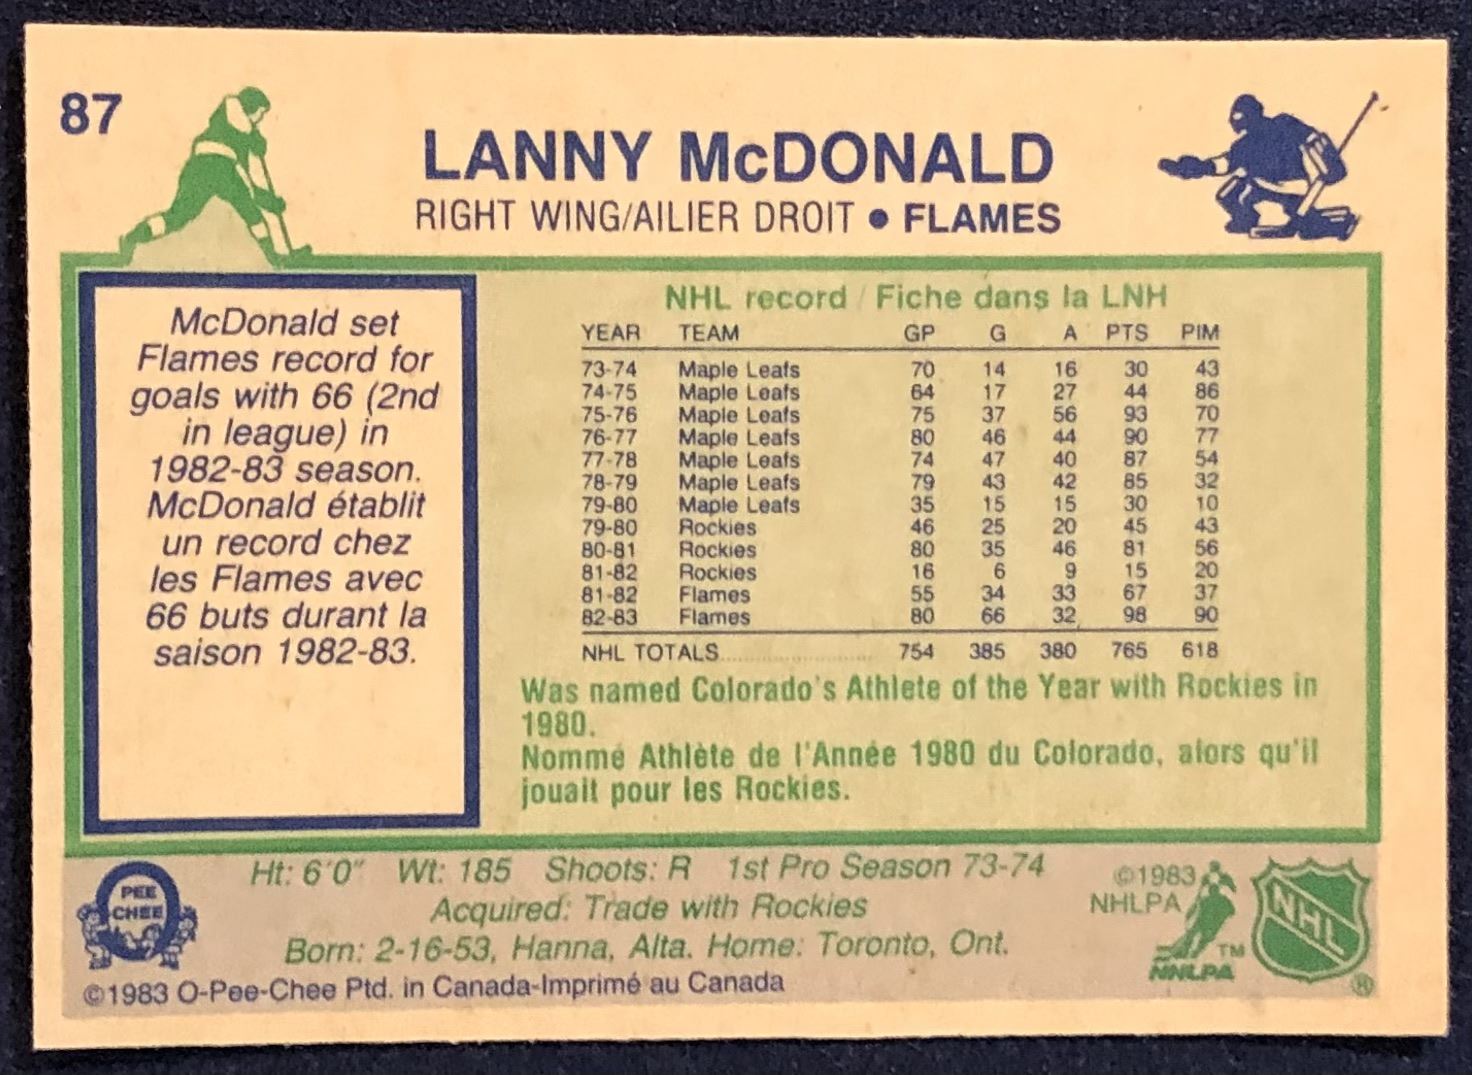 87
LANNY McDONALD
RIGHT WING/AILIER DROIT • FLAMES
McDonald set
Flames record for
goals with 66 (2nd
in league) in
1982-83 season.
McDonald établit
un record chez
les Flames avec
66 buts durant la
saison 1982-83.
NHL record / Fiche dans la LNH
YEAR TEAM GP G A PTS PIM
73-74 Maple Leafs 70 14 16 30 43
74-75 Maple Leafs 64 17 27 44 86
75-76 Maple Leafs 75 37 56 93 70
76-77 Maple Leafs 80 46 44 90 77
77-78 Maple Leafs 74 47 40 87 54
78-79 Maple Leafs 79 43 42 85 32
79-80 Maple Leafs 35 15 15 30 10
79-80 Rockies 46 25 20 45 43
80-81 Rockies 80 35 46 81 56
81-82 Rockies 16 6 9 15 20
81-82 Flames 55 34 33 67 37
82-83 Flames 80 66 32 98 90
NHL TOTALS 754 385 380 765 618
Was named Colorado's Athlete of the Year with Rockies in
1980.
Nommé Athlète de l'Année 1980 du Colorado, alors qu'il
jouait pour les Rockies.
PEE
CHEE
Ht: 6'0" Wt: 185 Shoots: R 1st Pro Season 73-74
Acquired: Trade with Rockies
Born: 2-16-53, Hanna, Alta. Home: Toronto, Ont.
©1983 O-Pee-Chee Ptd. in Canada-Imprimé au Canada
©1983
NHLPA
TM
NHLPA
NHL
®